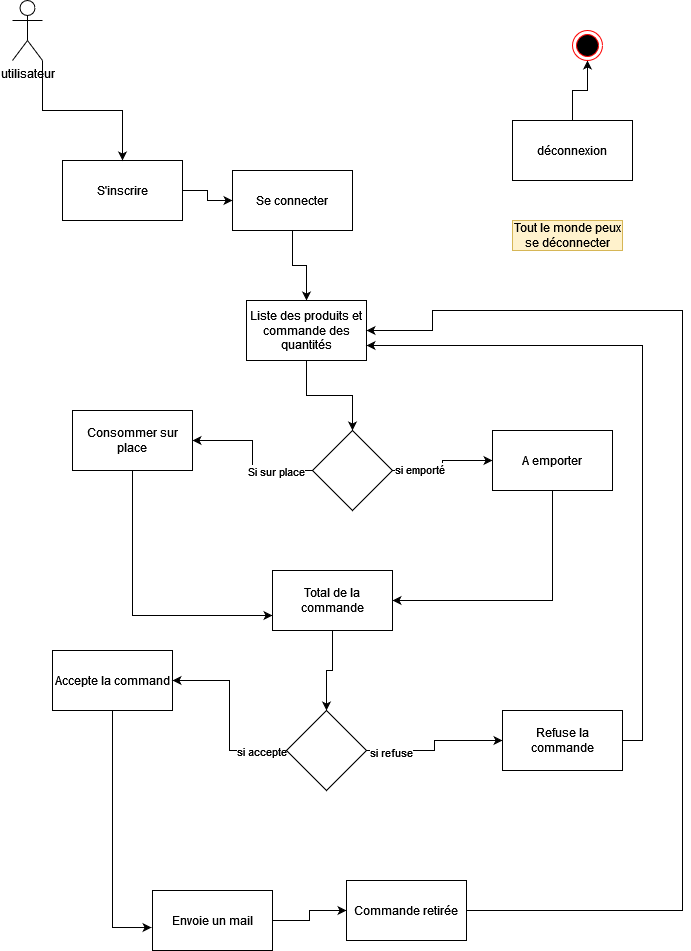 utilisateur
déconnexion
S'inscrire
Se connecter
Tout le monde peux
se déconnecter
Liste des produits et
commande des
quantités
Consommer sur
place
Si sur place
si emporté
A emporter
Total de la
commande
Accepte la command
si accepte
si refuse
Refuse la
commande
Envoie un mail
Commande retirée